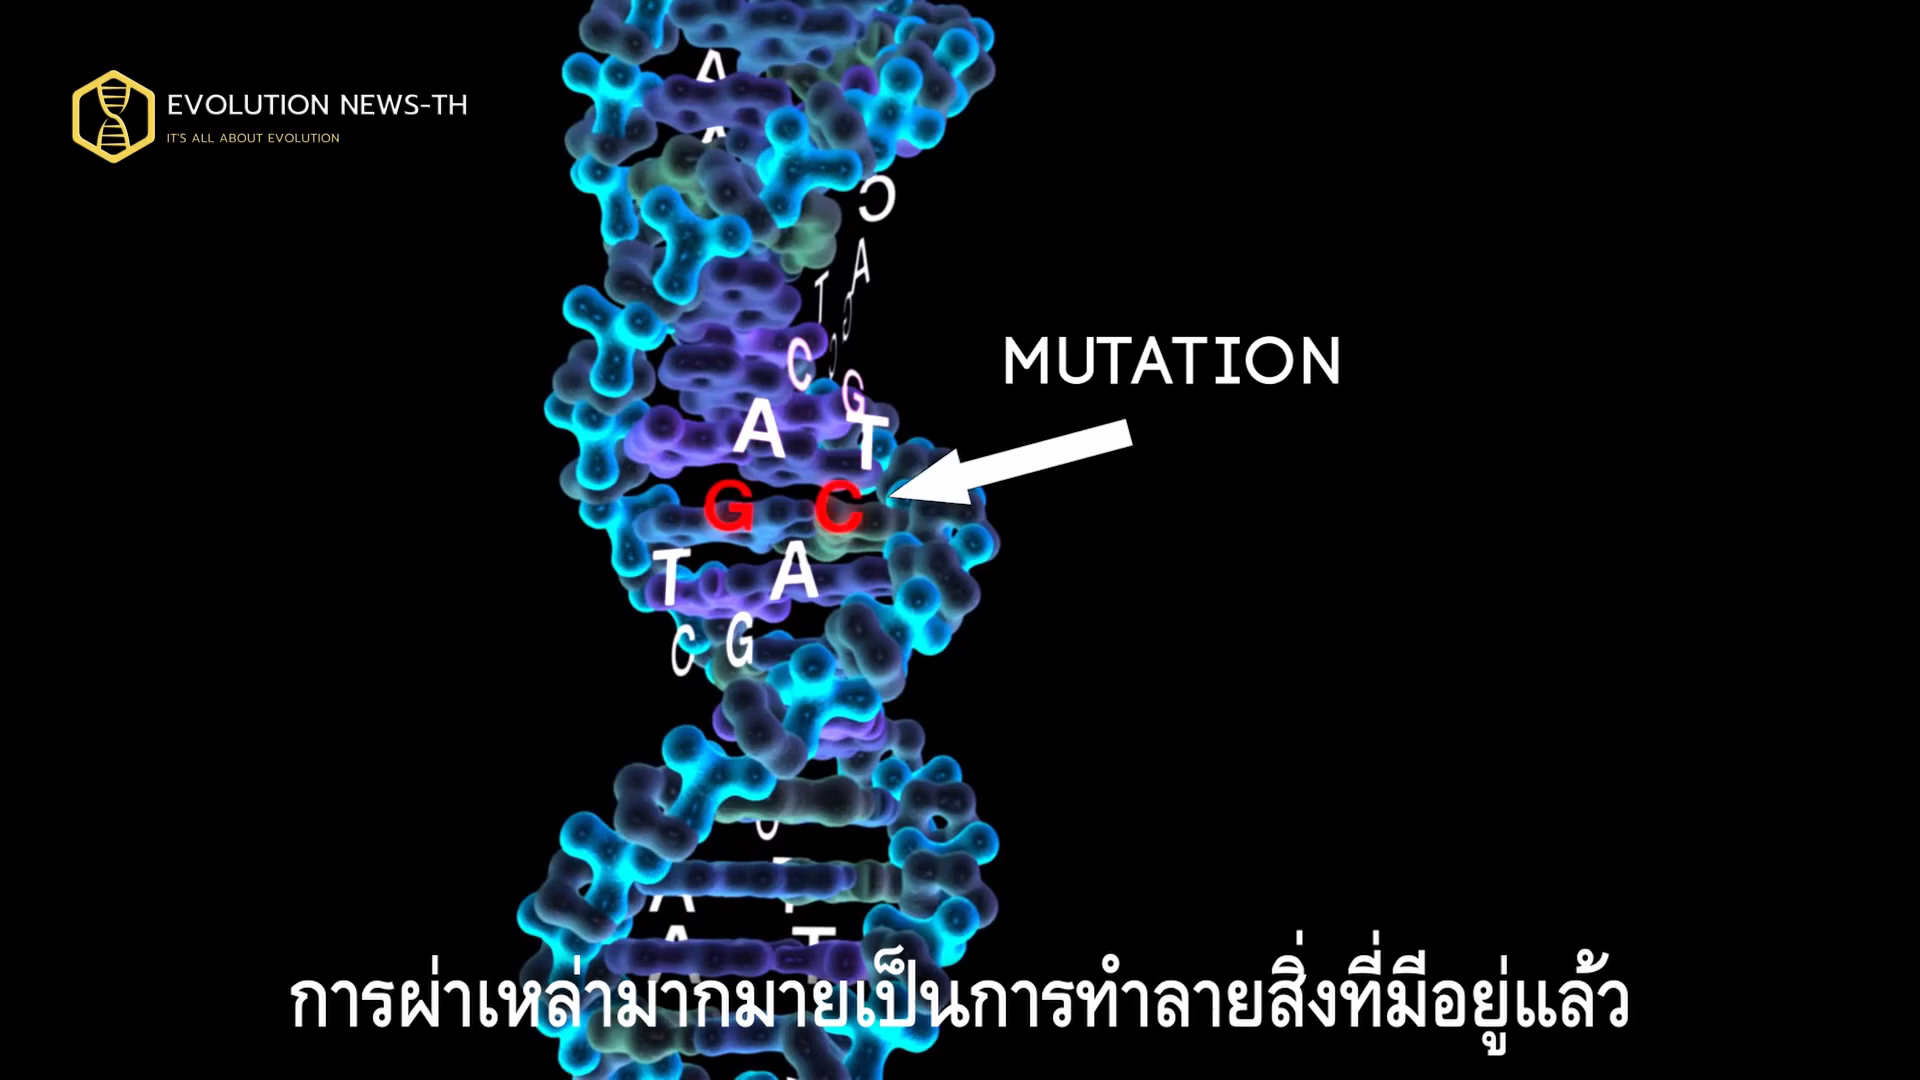 EVOLUTION NEWS-TH
IT'S ALL ABOUT EVOLUTION
A
C
A
T
G
C
C
G
A
T
MUTATION
G C
T A
C G
A T
การผ่าเหล่ามากมายเป็นการทำลายสิ่งที่มีอยู่แล้ว